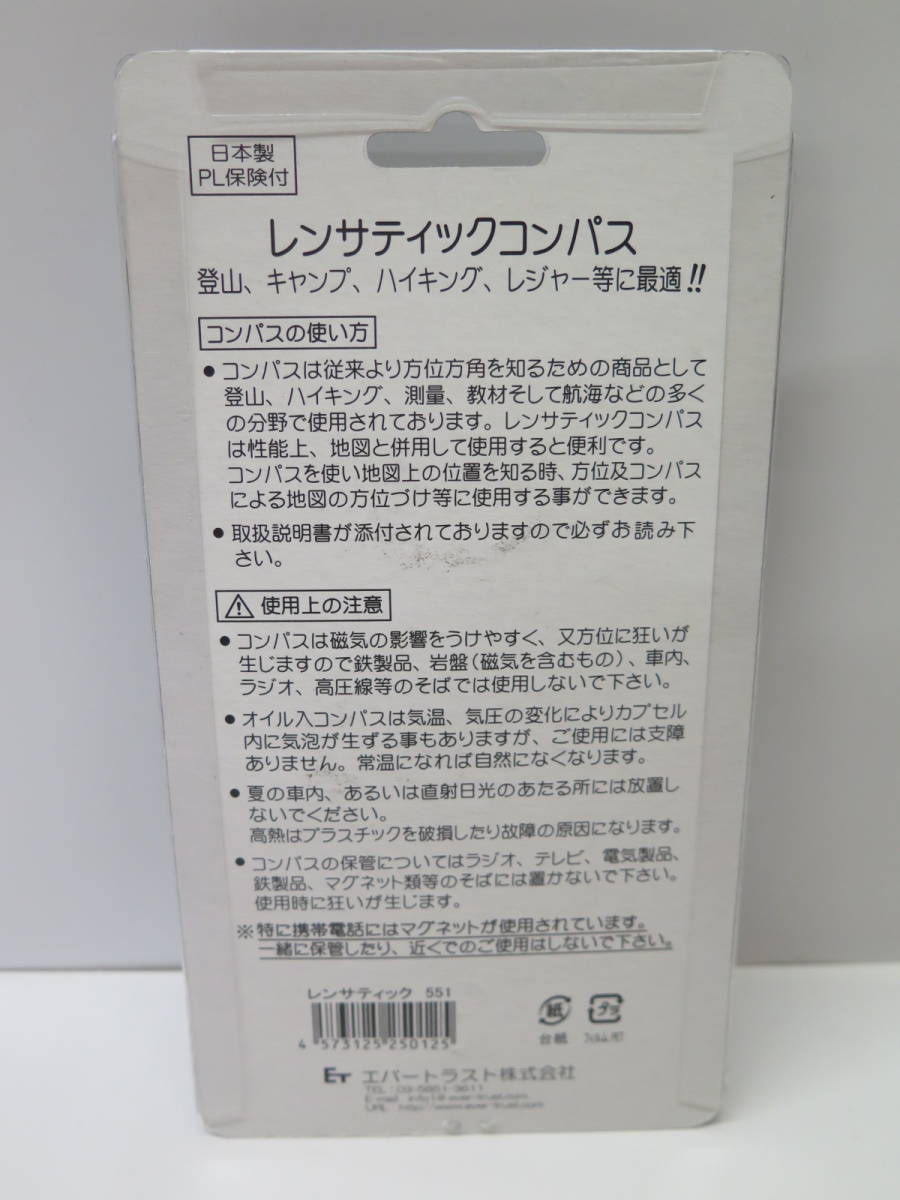 日本製
PL保険付
レンサティックコンパス
登山、キャンプ、ハイキング、レジャー等に最適!!
コンパスの使い方
● コンパスは従来より方位方角を知るための商品として
登山、ハイキング、測量、教材そして航海などの多く
の分野で使用されております。レンサティックコンパス
は性能上、地図と併用して使用すると便利です。
コンパスを使い地図上の位置を知る時、方位及コンパス
による地図の方位づけ等に使用する事ができます。
● 取扱説明書が添付されておりますので必ずお読み下
さい。
⚠ 使用上の注意
● コンパスは磁気の影響をうけやすく、又方位に狂いが
生じますので鉄製品、岩盤(磁気を含むもの)、車内、
ラジオ、高圧線等のそばでは使用しないで下さい。
● オイル入コンパスは気温、気圧の変化によりカプセル
内に気泡が生ずる事もありますが、ご使用には支障
ありません。常温になれば自然になくなります。
● 夏の車内、あるいは直射日光のあたる所には放置し
ないでください。
高熱はプラスチックを破損したり故障の原因になります。
● コンパスの保管についてはラジオ、テレビ、電気製品、
鉄製品、マグネット類等のそばには置かないで下さい。
使用時に狂いが生じます。
※特に携帯電話にはマグネットが使用されています。
一緒に保管したり、近くでのご使用はしないで下さい。
レンサティック 551
4 573125 250125
紙 プラ
台紙 フィルム:PET
ET エバートラスト株式会社
TEL:03-5851-3611
E-mail info1@ever-trust.com
URL http://www.ever-trust.com